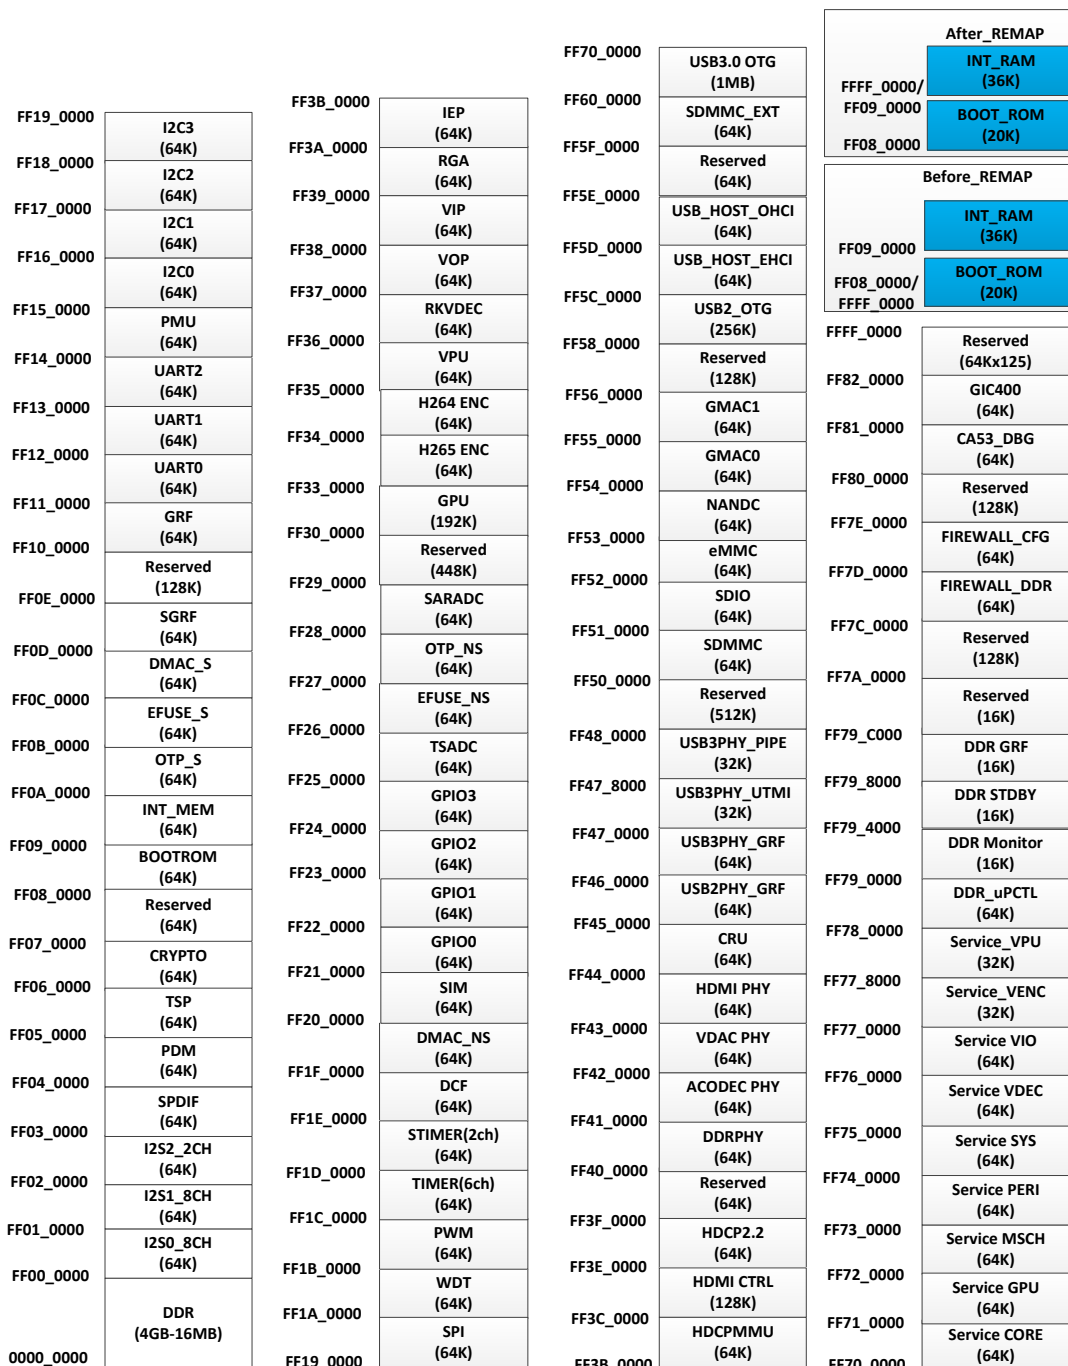 FF19_0000
I2C3
(64K)
FF18_0000
I2C2
(64K)
FF17_0000
I2C1
(64K)
FF16_0000
I2C0
(64K)
FF15_0000
PMU
(64K)
FF14_0000
UART2
(64K)
FF13_0000
UART1
(64K)
FF12_0000
UART0
(64K)
FF11_0000
GRF
(64K)
FF10_0000
Reserved
(128K)
FF0E_0000
SGRF
(64K)
FF0D_0000
DMAC_S
(64K)
FF0C_0000
EFUSE_S
(64K)
FF0B_0000
OTP_S
(64K)
FF0A_0000
INT_MEM
(64K)
FF09_0000
BOOTROM
(64K)
FF08_0000
Reserved
(64K)
FF07_0000
CRYPTO
(64K)
FF06_0000
TSP
(64K)
FF05_0000
PDM
(64K)
FF04_0000
SPDIF
(64K)
FF03_0000
I2S2_2CH
(64K)
FF02_0000
I2S1_8CH
(64K)
FF01_0000
I2S0_8CH
(64K)
FF00_0000
DDR
(4GB-16MB)
0000_0000
FF3B_0000
IEP
(64K)
FF3A_0000
RGA
(64K)
FF39_0000
VIP
(64K)
FF38_0000
VOP
(64K)
FF37_0000
RKVDEC
(64K)
FF36_0000
VPU
(64K)
FF35_0000
H264 ENC
(64K)
FF34_0000
H265 ENC
(64K)
FF33_0000
GPU
(192K)
FF30_0000
Reserved
(448K)
FF29_0000
SARADC
(64K)
FF28_0000
OTP_NS
(64K)
FF27_0000
EFUSE_NS
(64K)
FF26_0000
TSADC
(64K)
FF25_0000
GPIO3
(64K)
FF24_0000
GPIO2
(64K)
FF23_0000
GPIO1
(64K)
FF22_0000
GPIO0
(64K)
FF21_0000
SIM
(64K)
FF20_0000
DMAC_NS
(64K)
FF1F_0000
DCF
(64K)
FF1E_0000
STIMER(2ch)
(64K)
FF1D_0000
TIMER(6ch)
(64K)
FF1C_0000
PWM
(64K)
FF1B_0000
WDT
(64K)
FF1A_0000
SPI
(64K)
FF19_0000
FF70_0000
USB3.0 OTG
(1MB)
FF60_0000
SDMMC_EXT
(64K)
FF5F_0000
Reserved
(64K)
FF5E_0000
USB_HOST_OHCI
(64K)
FF5D_0000
USB_HOST_EHCI
(64K)
FF5C_0000
USB2_OTG
(256K)
FF58_0000
Reserved
(128K)
FF56_0000
GMAC1
(64K)
FF55_0000
GMAC0
(64K)
FF54_0000
NANDC
(64K)
FF53_0000
eMMC
(64K)
FF52_0000
SDIO
(64K)
FF51_0000
SDMMC
(64K)
FF50_0000
Reserved
(512K)
FF48_0000
USB3PHY_PIPE
(32K)
FF47_8000
USB3PHY_UTMI
(32K)
FF47_0000
USB3PHY_GRF
(64K)
FF46_0000
USB2PHY_GRF
(64K)
FF45_0000
CRU
(64K)
FF44_0000
HDMI PHY
(64K)
FF43_0000
VDAC PHY
(64K)
FF42_0000
ACODEC PHY
(64K)
FF41_0000
DDRPHY
(64K)
FF40_0000
Reserved
(64K)
FF3F_0000
HDCP2.2
(64K)
FF3E_0000
HDMI CTRL
(128K)
FF3C_0000
HDCPMMU
(64K)
FF3B_0000
After_REMAP
INT_RAM
(36K)
FFFF_0000/
FF09_0000
BOOT_ROM
(20K)
FF08_0000
Before_REMAP
INT_RAM
(36K)
FF09_0000
BOOT_ROM
(20K)
FF08_0000/
FFFF_0000
FFFF_0000
Reserved
(64Kx125)
FF82_0000
GIC400
(64K)
FF81_0000
CA53_DBG
(64K)
FF80_0000
Reserved
(128K)
FF7E_0000
FIREWALL_CFG
(64K)
FF7D_0000
FIREWALL_DDR
(64K)
FF7C_0000
Reserved
(128K)
FF7A_0000
Reserved
(16K)
FF79_C000
DDR GRF
(16K)
FF79_8000
DDR STDBY
(16K)
FF79_4000
DDR Monitor
(16K)
FF79_0000
DDR_uPCTL
(64K)
FF78_0000
Service_VPU
(32K)
FF77_8000
Service_VENC
(32K)
FF77_0000
Service VIO
(64K)
FF76_0000
Service VDEC
(64K)
FF75_0000
Service SYS
(64K)
FF74_0000
Service PERI
(64K)
FF73_0000
Service MSCH
(64K)
FF72_0000
Service GPU
(64K)
FF71_0000
Service CORE
(64K)
FF70_0000